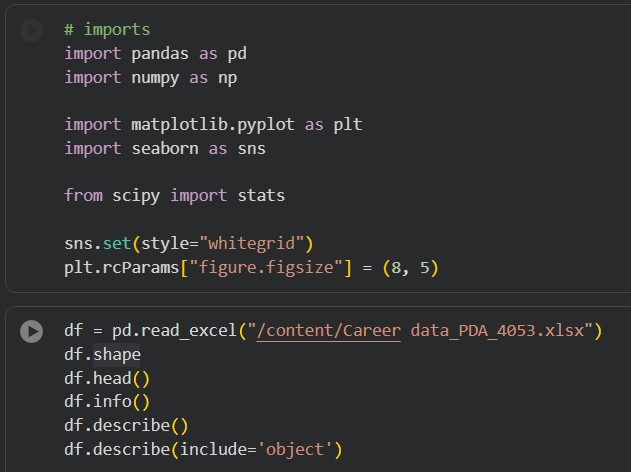 # imports
import pandas as pd
import numpy as np
import matplotlib.pyplot as plt
import seaborn as sns
from scipy import stats
sns.set(style="whitegrid")
plt.rcParams["figure.figsize"] = (8, 5)
df = pd.read_excel("/content/Career data_PDA_4053.xlsx")
df.shape
df.head()
df.info()
df.describe()
df.describe(include='object')